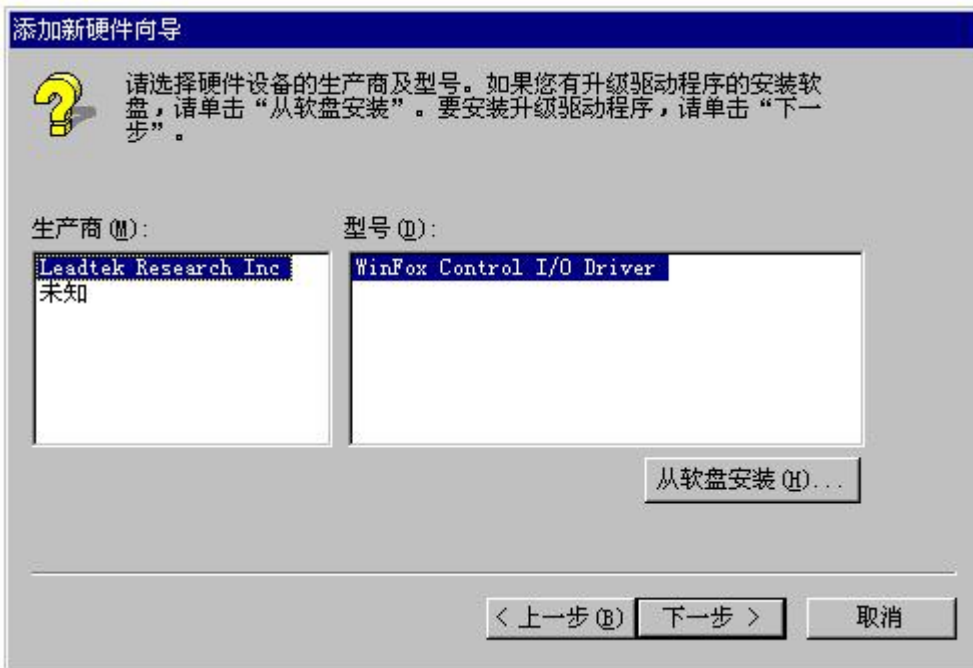 添加新硬件向导
请选择硬件设备的生产商及型号。如果您有升级驱动程序的安装软
盘，请单击“从软盘安装”。要安装升级驱动程序，请单击“下一
步”。
生产商(M):
型号(D):
Leadtek Research Inc
未知
WinFox Control I/O Driver
从软盘安装(H)...
< 上一步(B)
下一步 >
取消